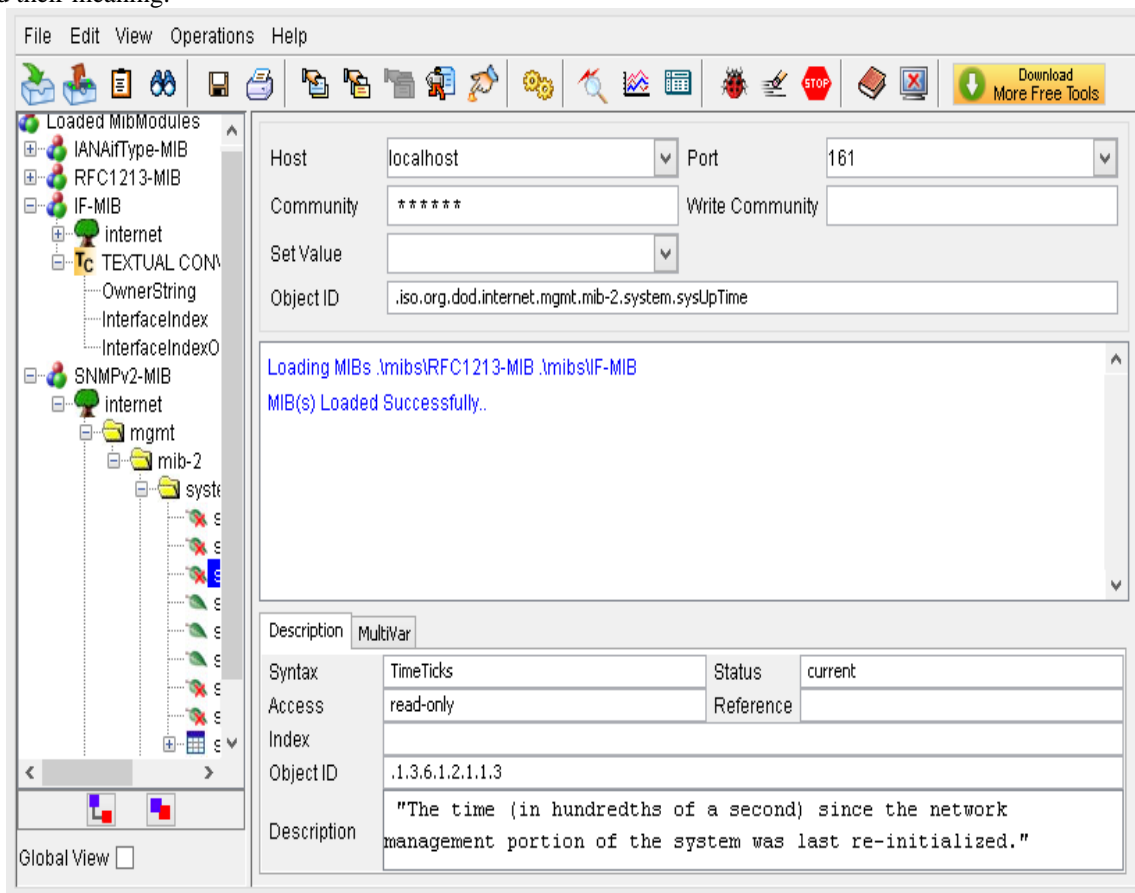 d their meaning.
File Edit View Operations Help
STOP
Download
More Free Tools
Loaded MibModules
IANAifType-MIB
RFC1213-MIB
IF-MIB
internet
Tc TEXTUAL CONV
OwnerString
InterfaceIndex
InterfaceIndexO
SNMPv2-MIB
internet
mgmt
mib-2
syste
s
s
s
s
s
s
s
s
s
Global View
Host localhost Port 161
Community ****** Write Community
Set Value
Object ID .iso.org.dod.internet.mgmt.mib-2.system.sysUpTime
Loading MIBs .\mibs\RFC1213-MIB .\mibs\IF-MIB
MIB(s) Loaded Successfully..
Description MultiVar
Syntax TimeTicks Status current
Access read-only Reference
Index
Object ID .1.3.6.1.2.1.1.3
Description "The time (in hundredths of a second) since the network
management portion of the system was last re-initialized."